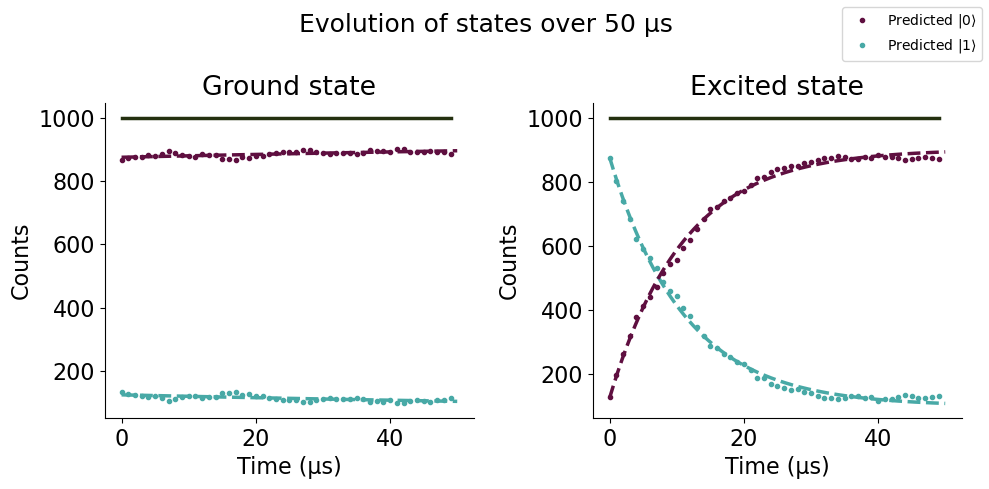 Evolution of states over 50 µs
Predicted |0⟩
Predicted |1⟩
Ground state
Counts
1000
800
600
400
200
0
20
40
Time (µs)
Excited state
Counts
1000
800
600
400
200
0
20
40
Time (µs)